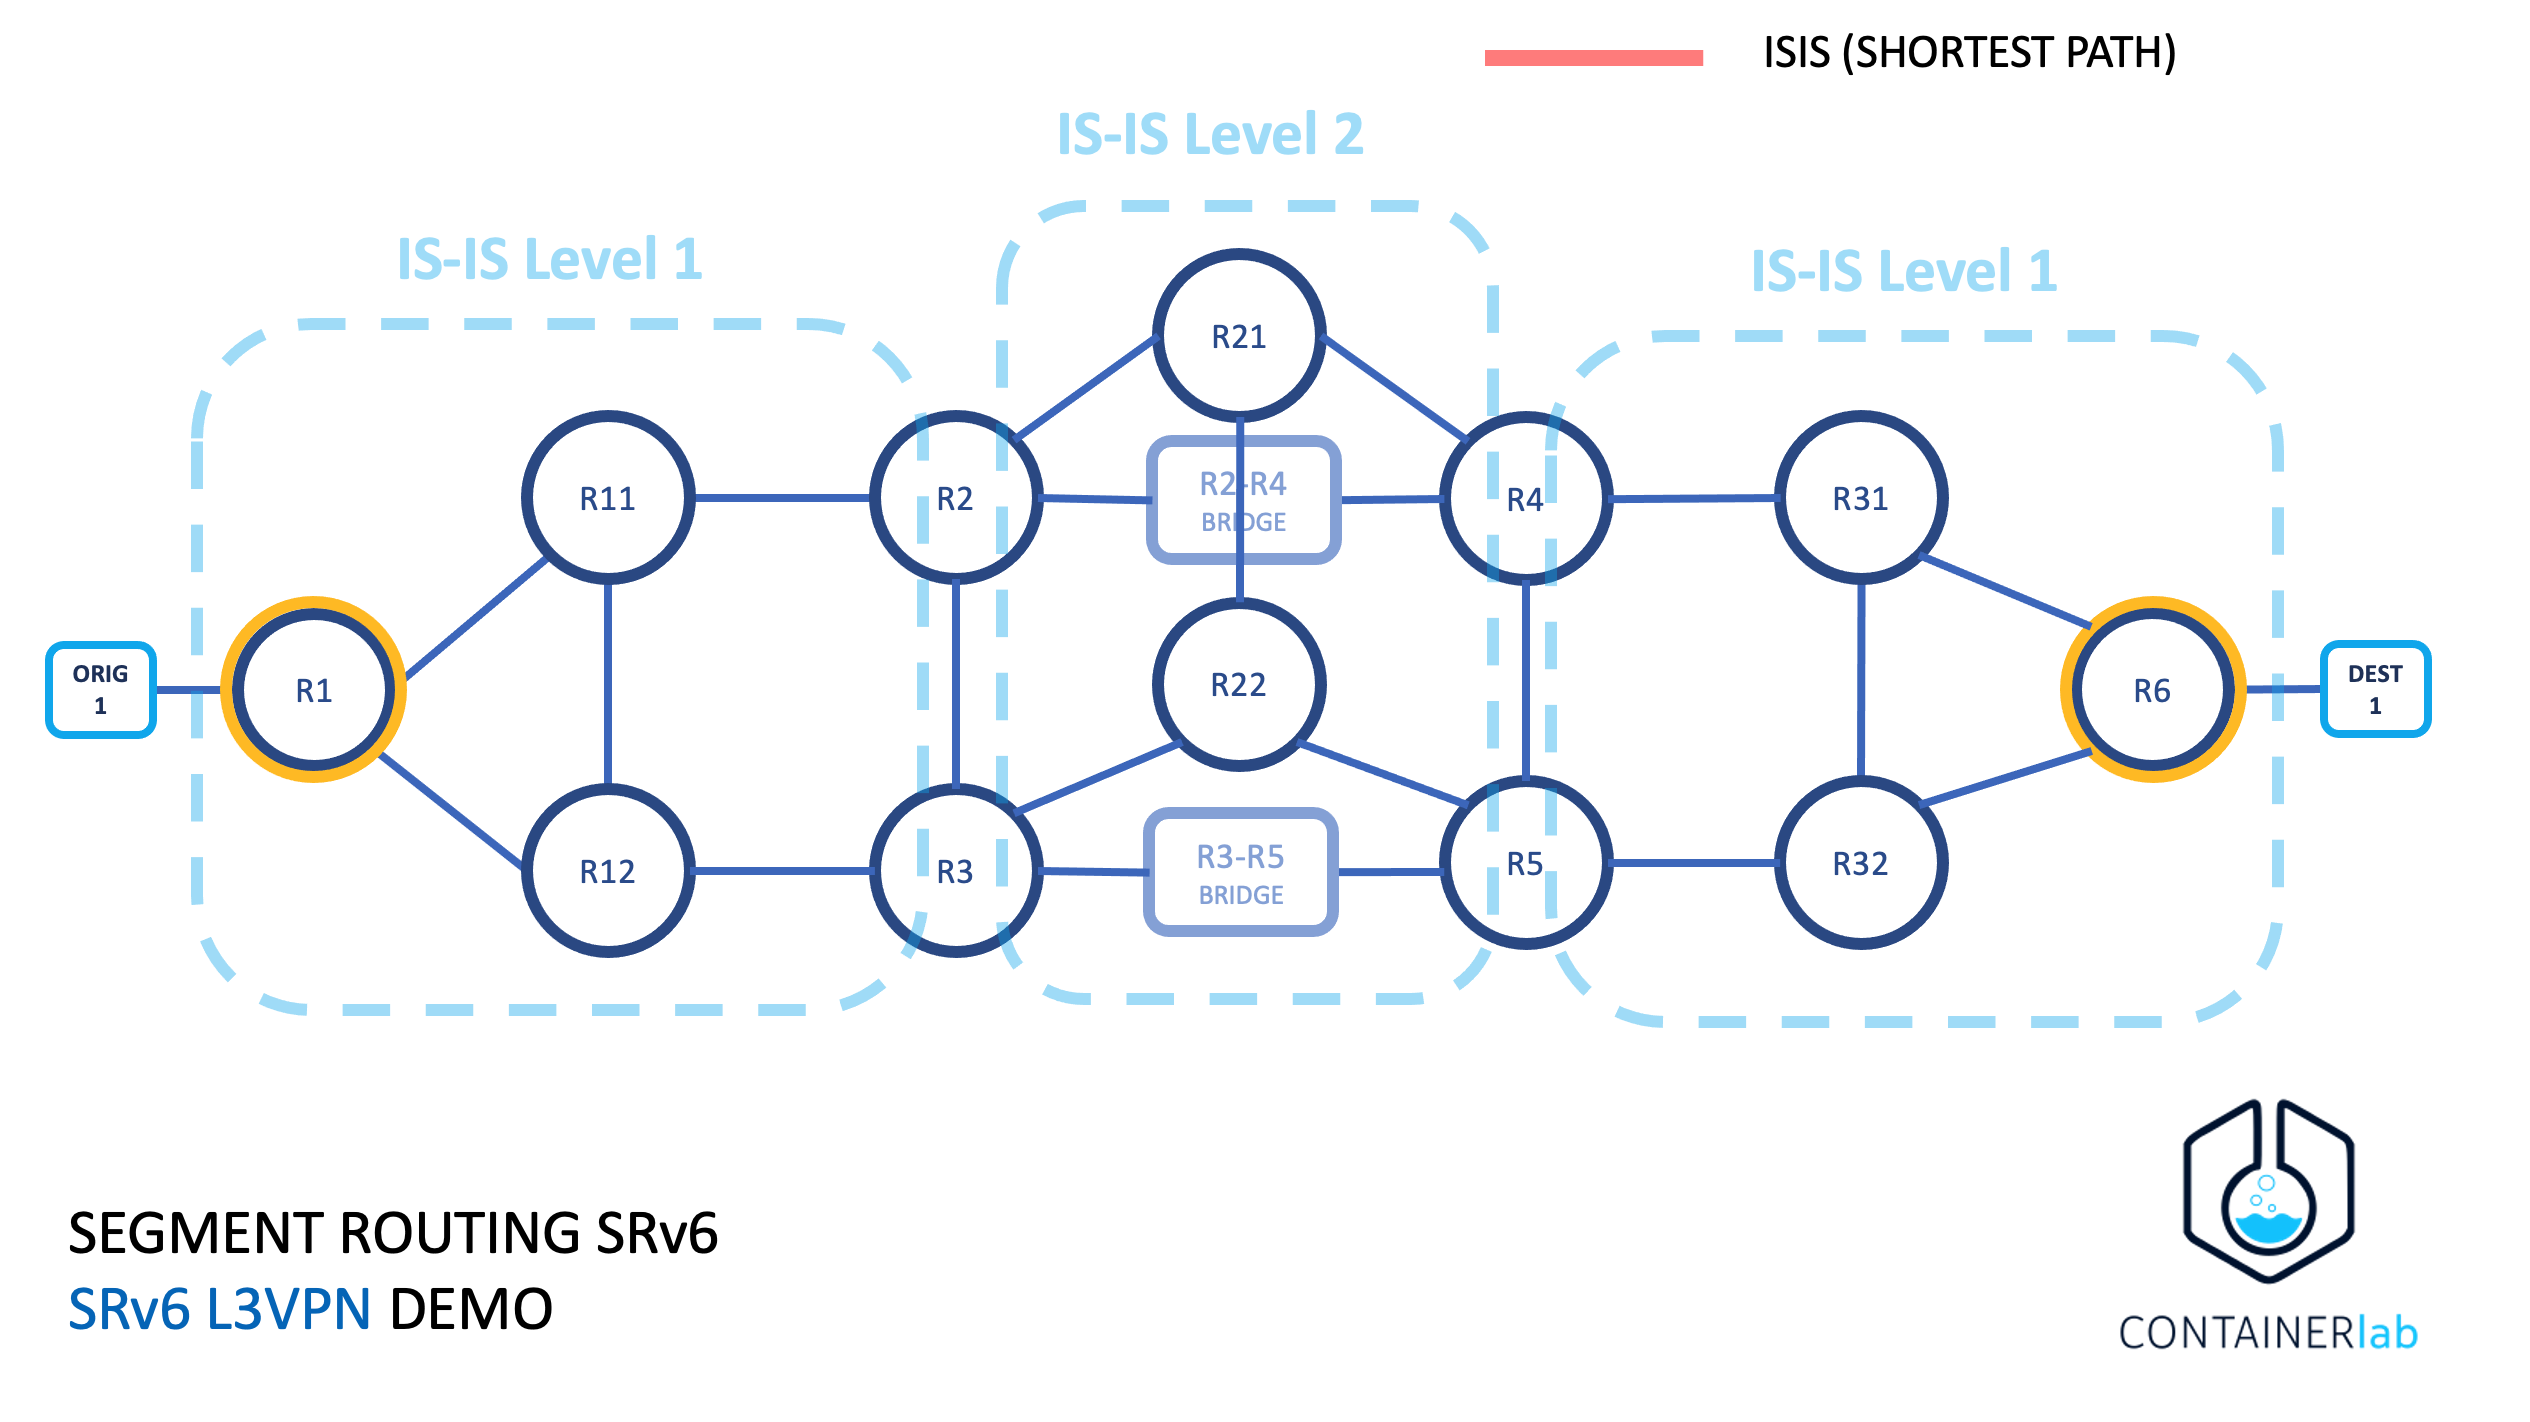 ISIS (SHORTEST PATH)
IS-IS Level 2
IS-IS Level 1
IS-IS Level 1
R21
R11
R2
R2-R4
BRIDGE
R4
R31
ORIG
1
R1
R22
R6
DEST
1
R12
R3
R3-R5
BRIDGE
R5
R32
SEGMENT ROUTING SRv6
SRv6 L3VPN DEMO
CONTAINERlab